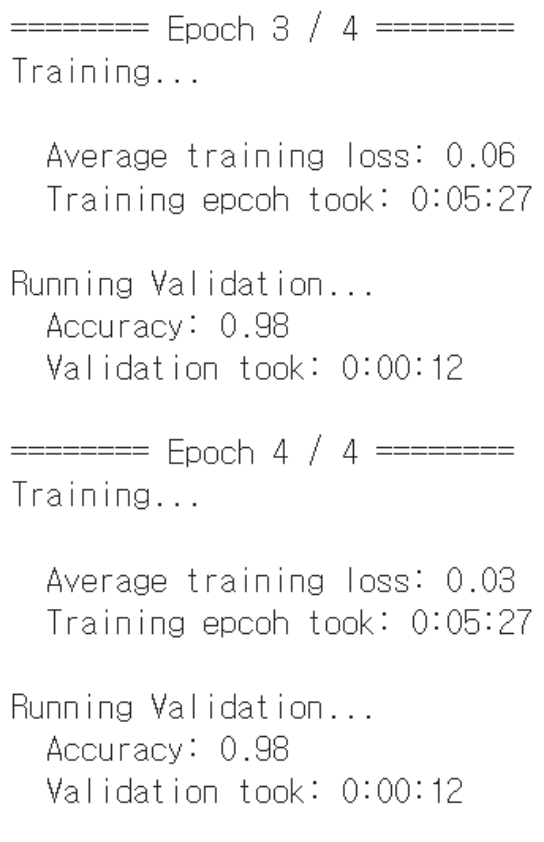 ======== Epoch 3 / 4 ========
Training...
Average training loss: 0.06
Training epcoh took: 0:05:27
Running Validation...
Accuracy: 0.98
Validation took: 0:00:12
======== Epoch 4 / 4 ========
Training...
Average training loss: 0.03
Training epcoh took: 0:05:27
Running Validation...
Accuracy: 0.98
Validation took: 0:00:12